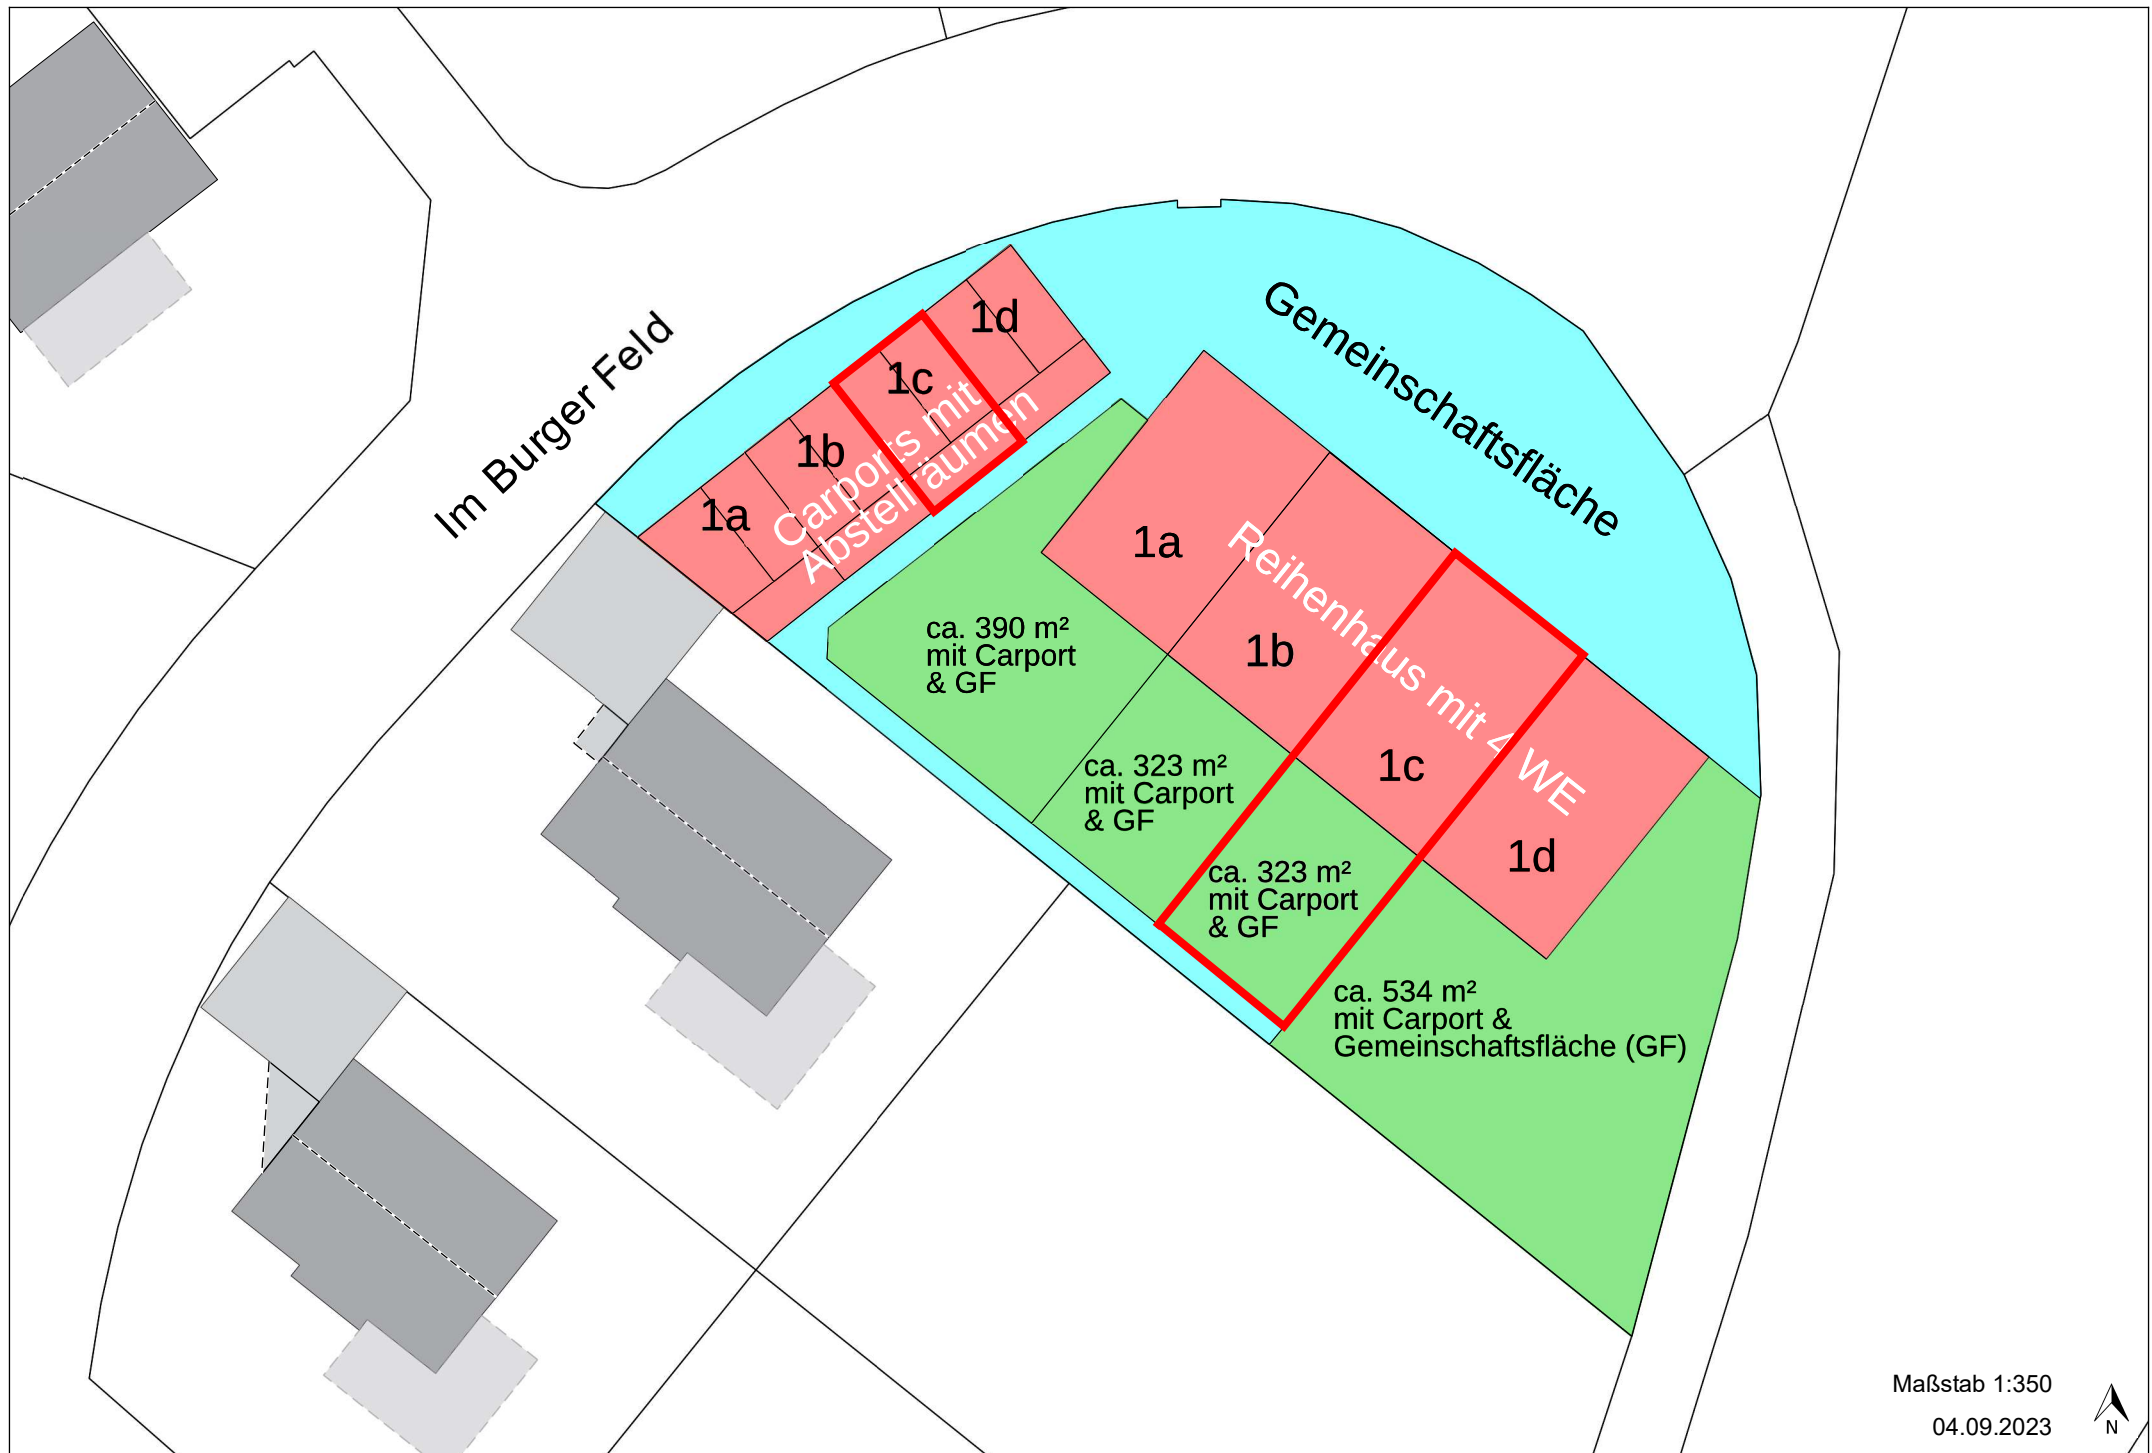 Im Burger Feld
Gemeinschaftsfläche
1d
1c
1b
1a
Carports mit
Abstellräumen
Reihenhaus mit 4 WE
1a
1b
1c
1d
ca. 390 m²
mit Carport
& GF
ca. 323 m²
mit Carport
& GF
ca. 323 m²
mit Carport
& GF
ca. 534 m²
mit Carport &
Gemeinschaftsfläche (GF)
Maßstab 1:350
04.09.2023
N